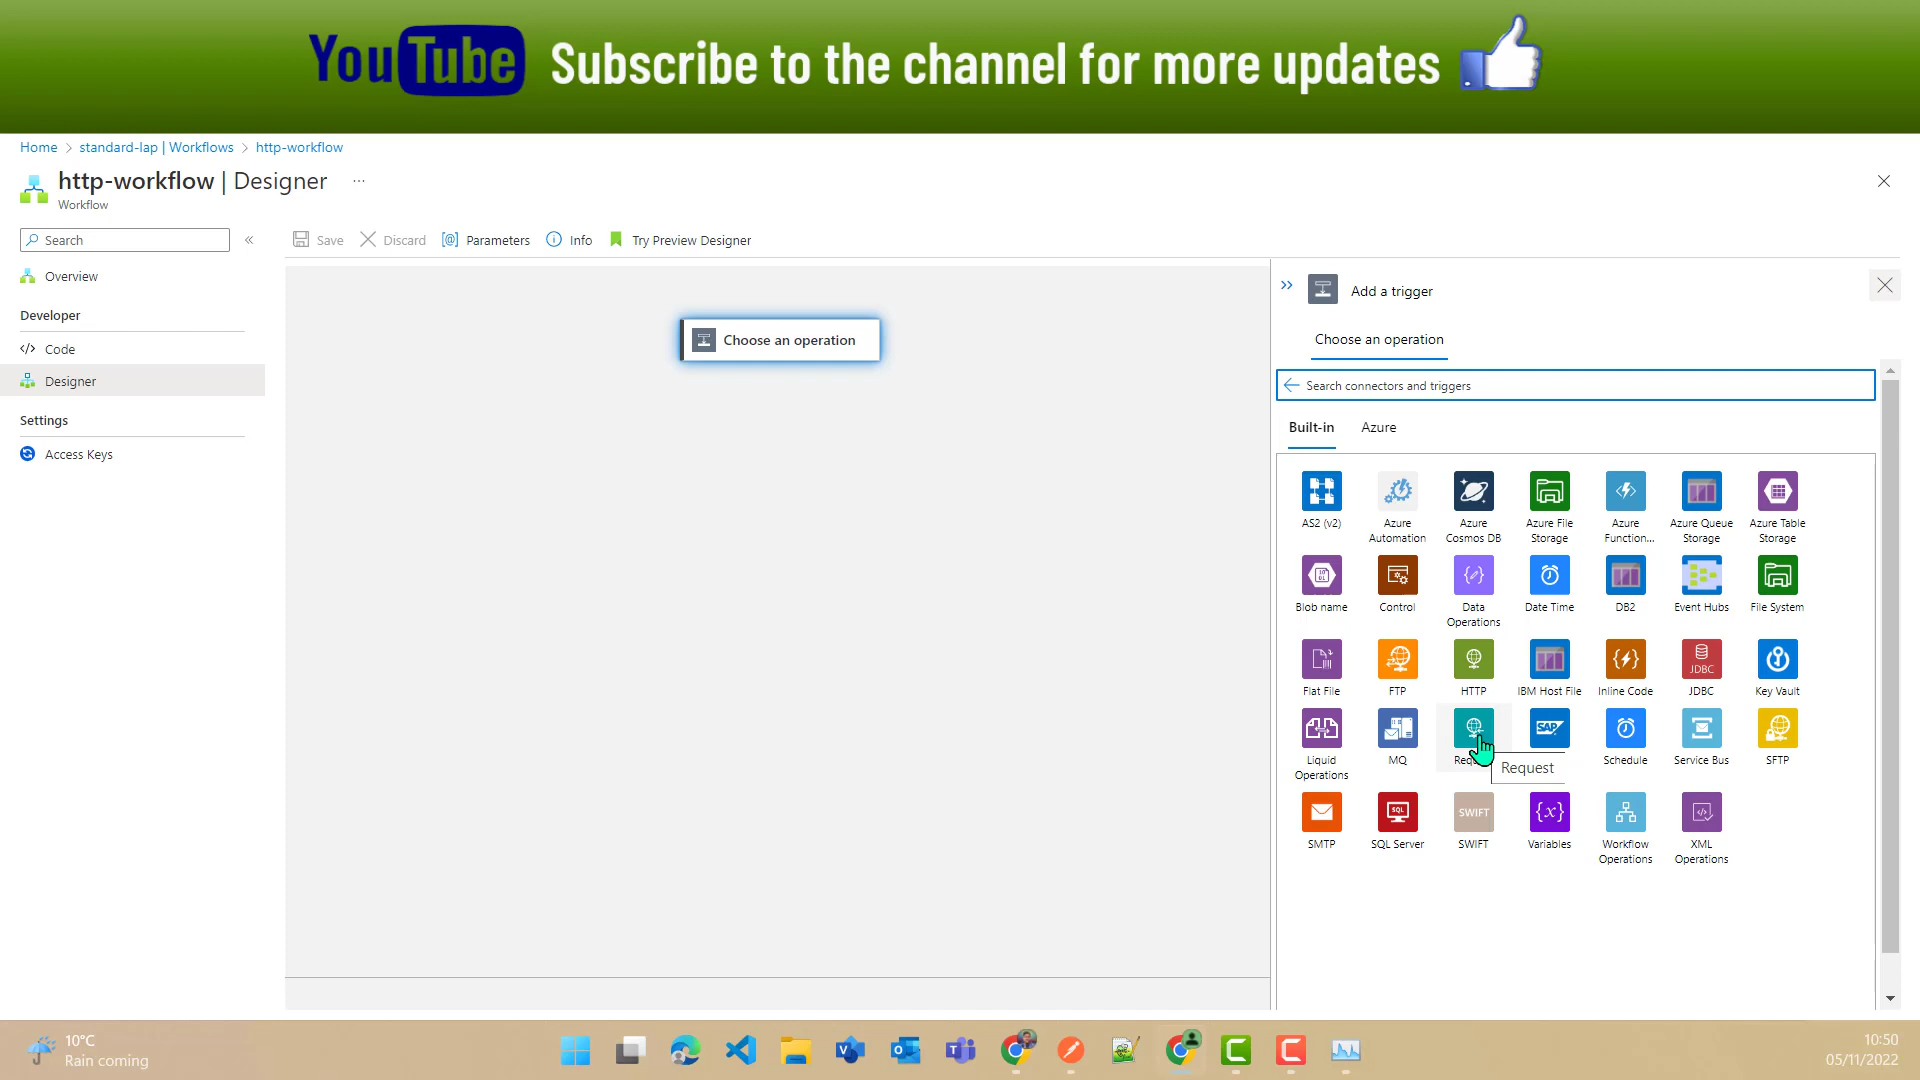 YouTube Subscribe to the channel for more updates
Home > standard-lap | Workflows > http-workflow
http-workflow | Designer ...
Workflow
Search «
Save Discard [@] Parameters Info Try Preview Designer
Overview
Developer
Code
Designer
Settings
Access Keys
Choose an operation
Add a trigger
Choose an operation
Search connectors and triggers
Built-in Azure
AS2 (v2)
Azure Automation
Azure Cosmos DB
Azure File Storage
Azure Function...
Azure Queue Storage
Azure Table Storage
Blob name
Control
Data Operations
Date Time
DB2
Event Hubs
File System
Flat File
FTP
HTTP
IBM Host File
Inline Code
JDBC
JDBC
Key Vault
Liquid Operations
MQ
Request
SAP
Schedule
Service Bus
SFTP
SMTP
SQL
SQL Server
SWIFT
SWIFT
{x}
Variables
Workflow Operations
XML Operations
10°C
Rain coming
10:50
05/11/2022